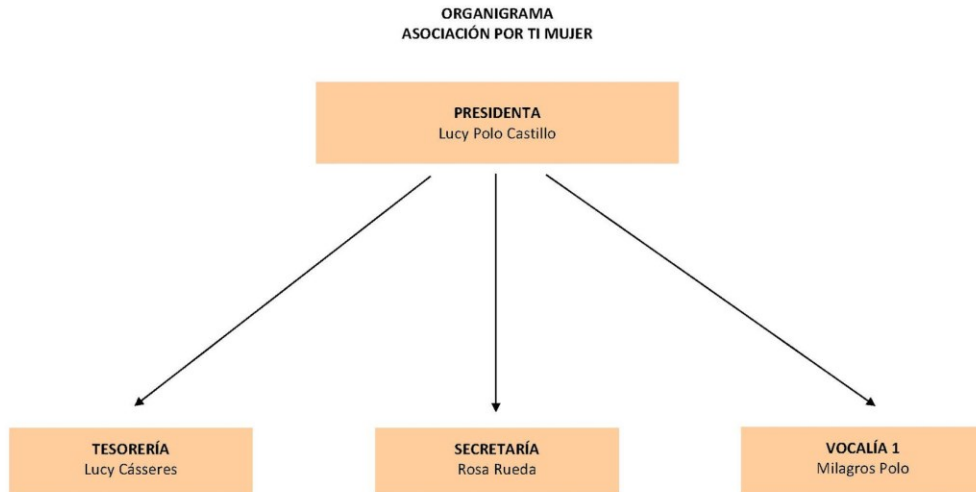 ORGANIGRAMA
ASOCIACIÓN POR TI MUJER
PRESIDENTA
Lucy Polo Castillo
TESORERÍA
Lucy Cásseres
SECRETARÍA
Rosa Rueda
VOCALÍA 1
Milagros Polo